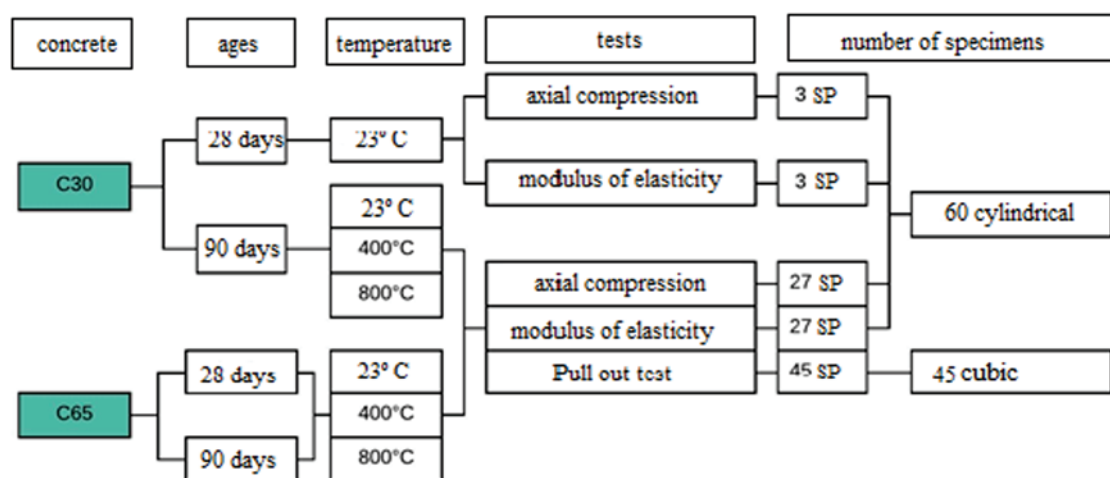 concrete
ages
temperature
tests
number of specimens
axial compression
3 SP
28 days
23º C
C30
modulus of elasticity
3 SP
23º C
60 cylindrical
90 days
400°C
axial compression
27 SP
800°C
modulus of elasticity
27 SP
28 days
23º C
Pull out test
45 SP
45 cubic
C65
400°C
90 days
800°C